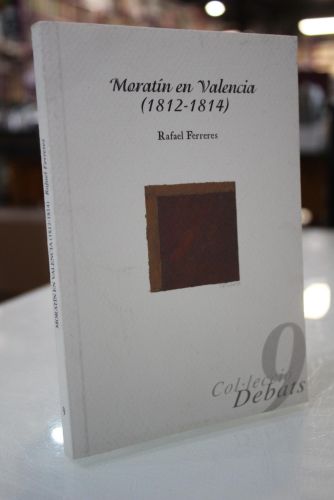 Moratín en Valencia
(1812-1814)
Rafael Ferreres
9
Col·lecció
Debats
MORATÍN EN VALENCIA (1812-1814) Rafael Ferreres